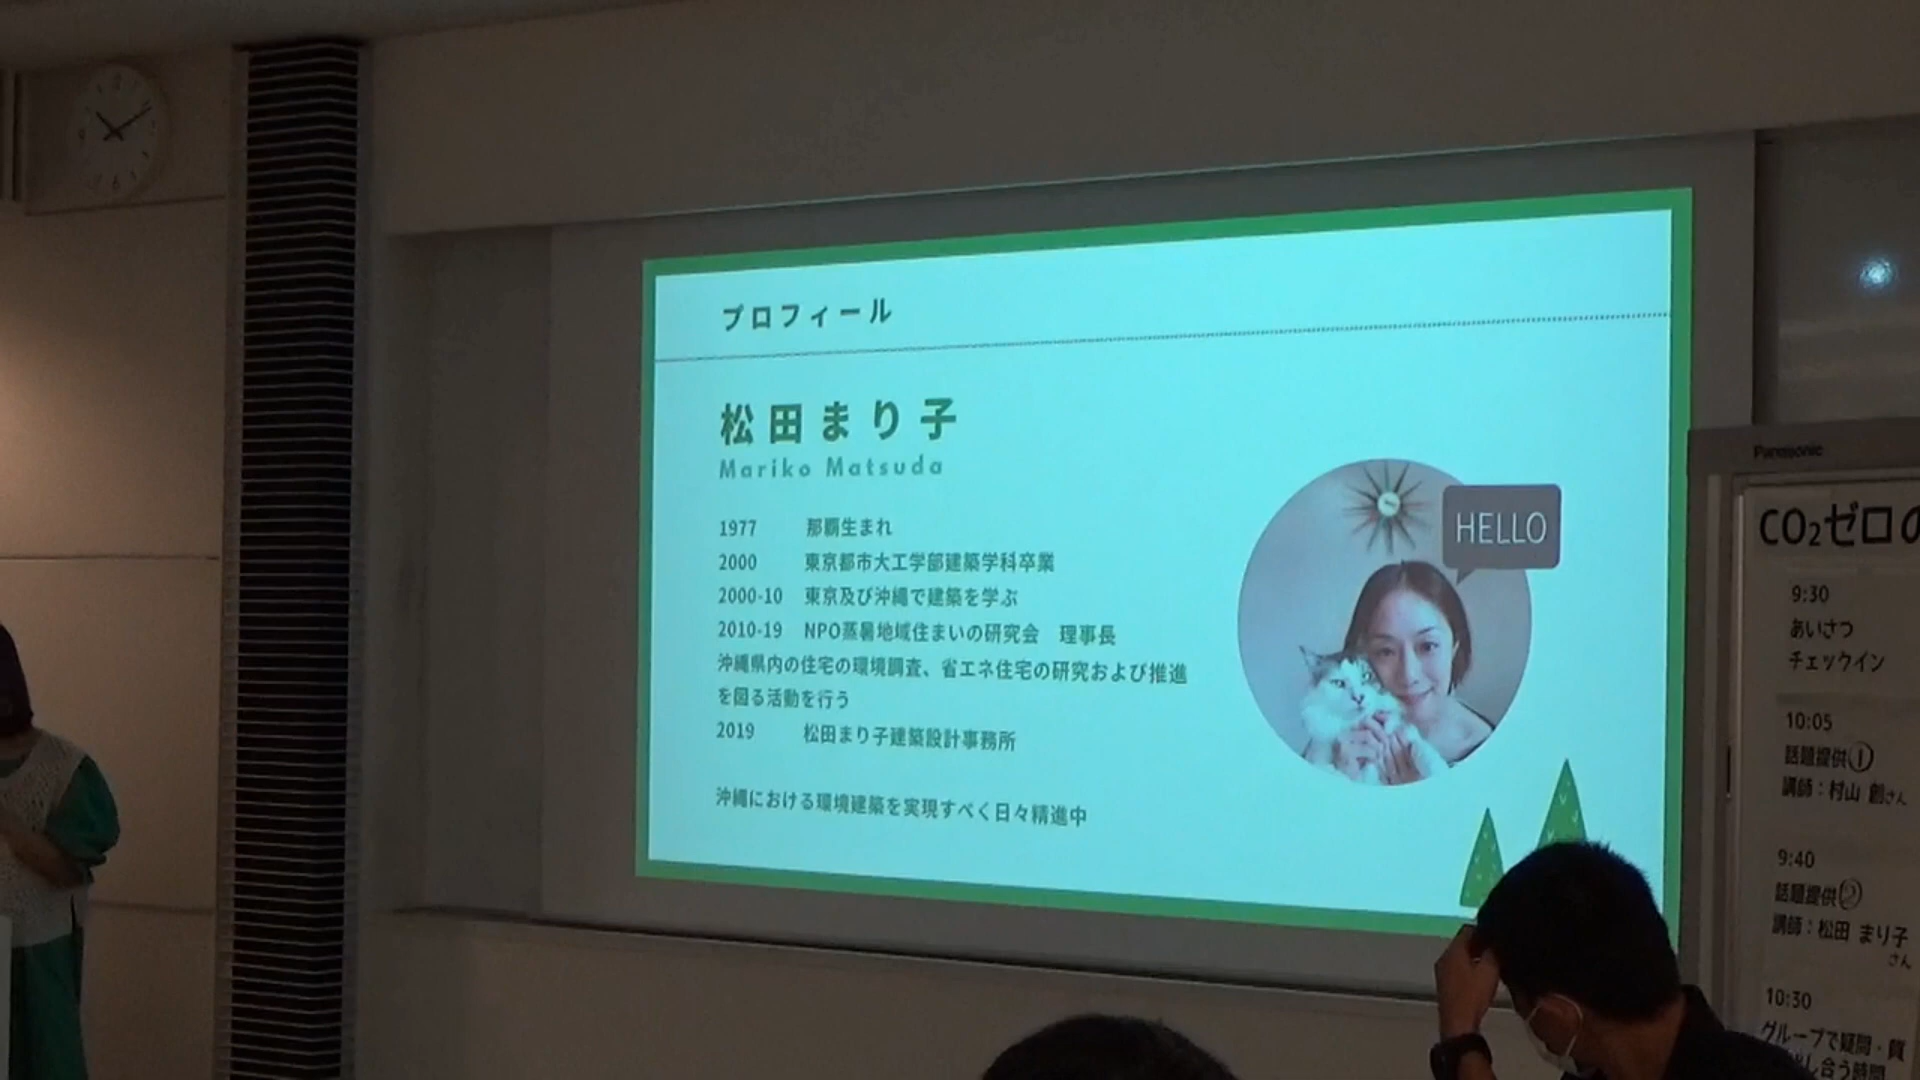 プロフィール
松田まり子
Mariko Matsuda
1977 那覇生まれ
2000 東京都市大工学部建築学科卒業
2000-10 東京及び沖縄で建築を学ぶ
2010-19 NPO蒸暑地域住まいの研究会 理事長
沖縄県内の住宅の環境調査、省エネ住宅の研究および推進
を図る活動を行う
2019 松田まり子建築設計事務所
沖縄における環境建築を実現すべく日々精進中
HELLO
Panasonic
CO₂ゼロの
9:30
あいさつ
チェックイン
10:05
話題提供①
講師：村山 創さん
9:40
話題提供②
講師：松田 まり子
さん
10:30
グループで疑問・質
し合う時間